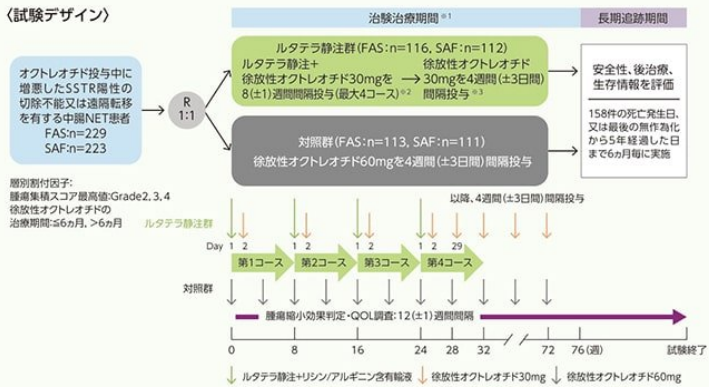 〈試験デザイン〉
治験治療期間※1
長期追跡期間
オクトレオチド投与中に
増悪したSSTR陽性の
切除不能又は遠隔転移
を有する中腸NET患者
FAS:n=229
SAF:n=223
R
1:1
ルタテラ静注群(FAS:n=116, SAF:n=112)
ルタテラ静注+
徐放性オクトレオチド30mgを
8(±1)週間間隔投与(最大4コース)※2
徐放性オクトレオチド
30mgを4週間(±3日間)
間隔投与※3
対照群(FAS:n=113, SAF:n=111)
徐放性オクトレオチド60mgを4週間(±3日間)間隔投与
安全性、後治療、
生存情報を評価
158件の死亡発生日、
又は最後の無作為化
から5年経過した日
まで6ヵ月毎に実施
層別割付因子:
腫瘍集積スコア最高値:Grade2, 3, 4
徐放性オクトレオチドの
治療期間:≦6ヵ月, >6ヵ月
ルタテラ静注群
以降、4週間(±3日間)間隔投与
Day 1 2 1 2 1 2 1 2 29
第1コース 第2コース 第3コース 第4コース
対照群
腫瘍縮小効果判定・QOL調査:12(±1)週間間隔
0 8 16 24 28 32 72 76(週) 試験終了
↓ルタテラ静注+リシン/アルギニン含有輸液 ↓徐放性オクトレオチド30mg ↓徐放性オクトレオチド60mg